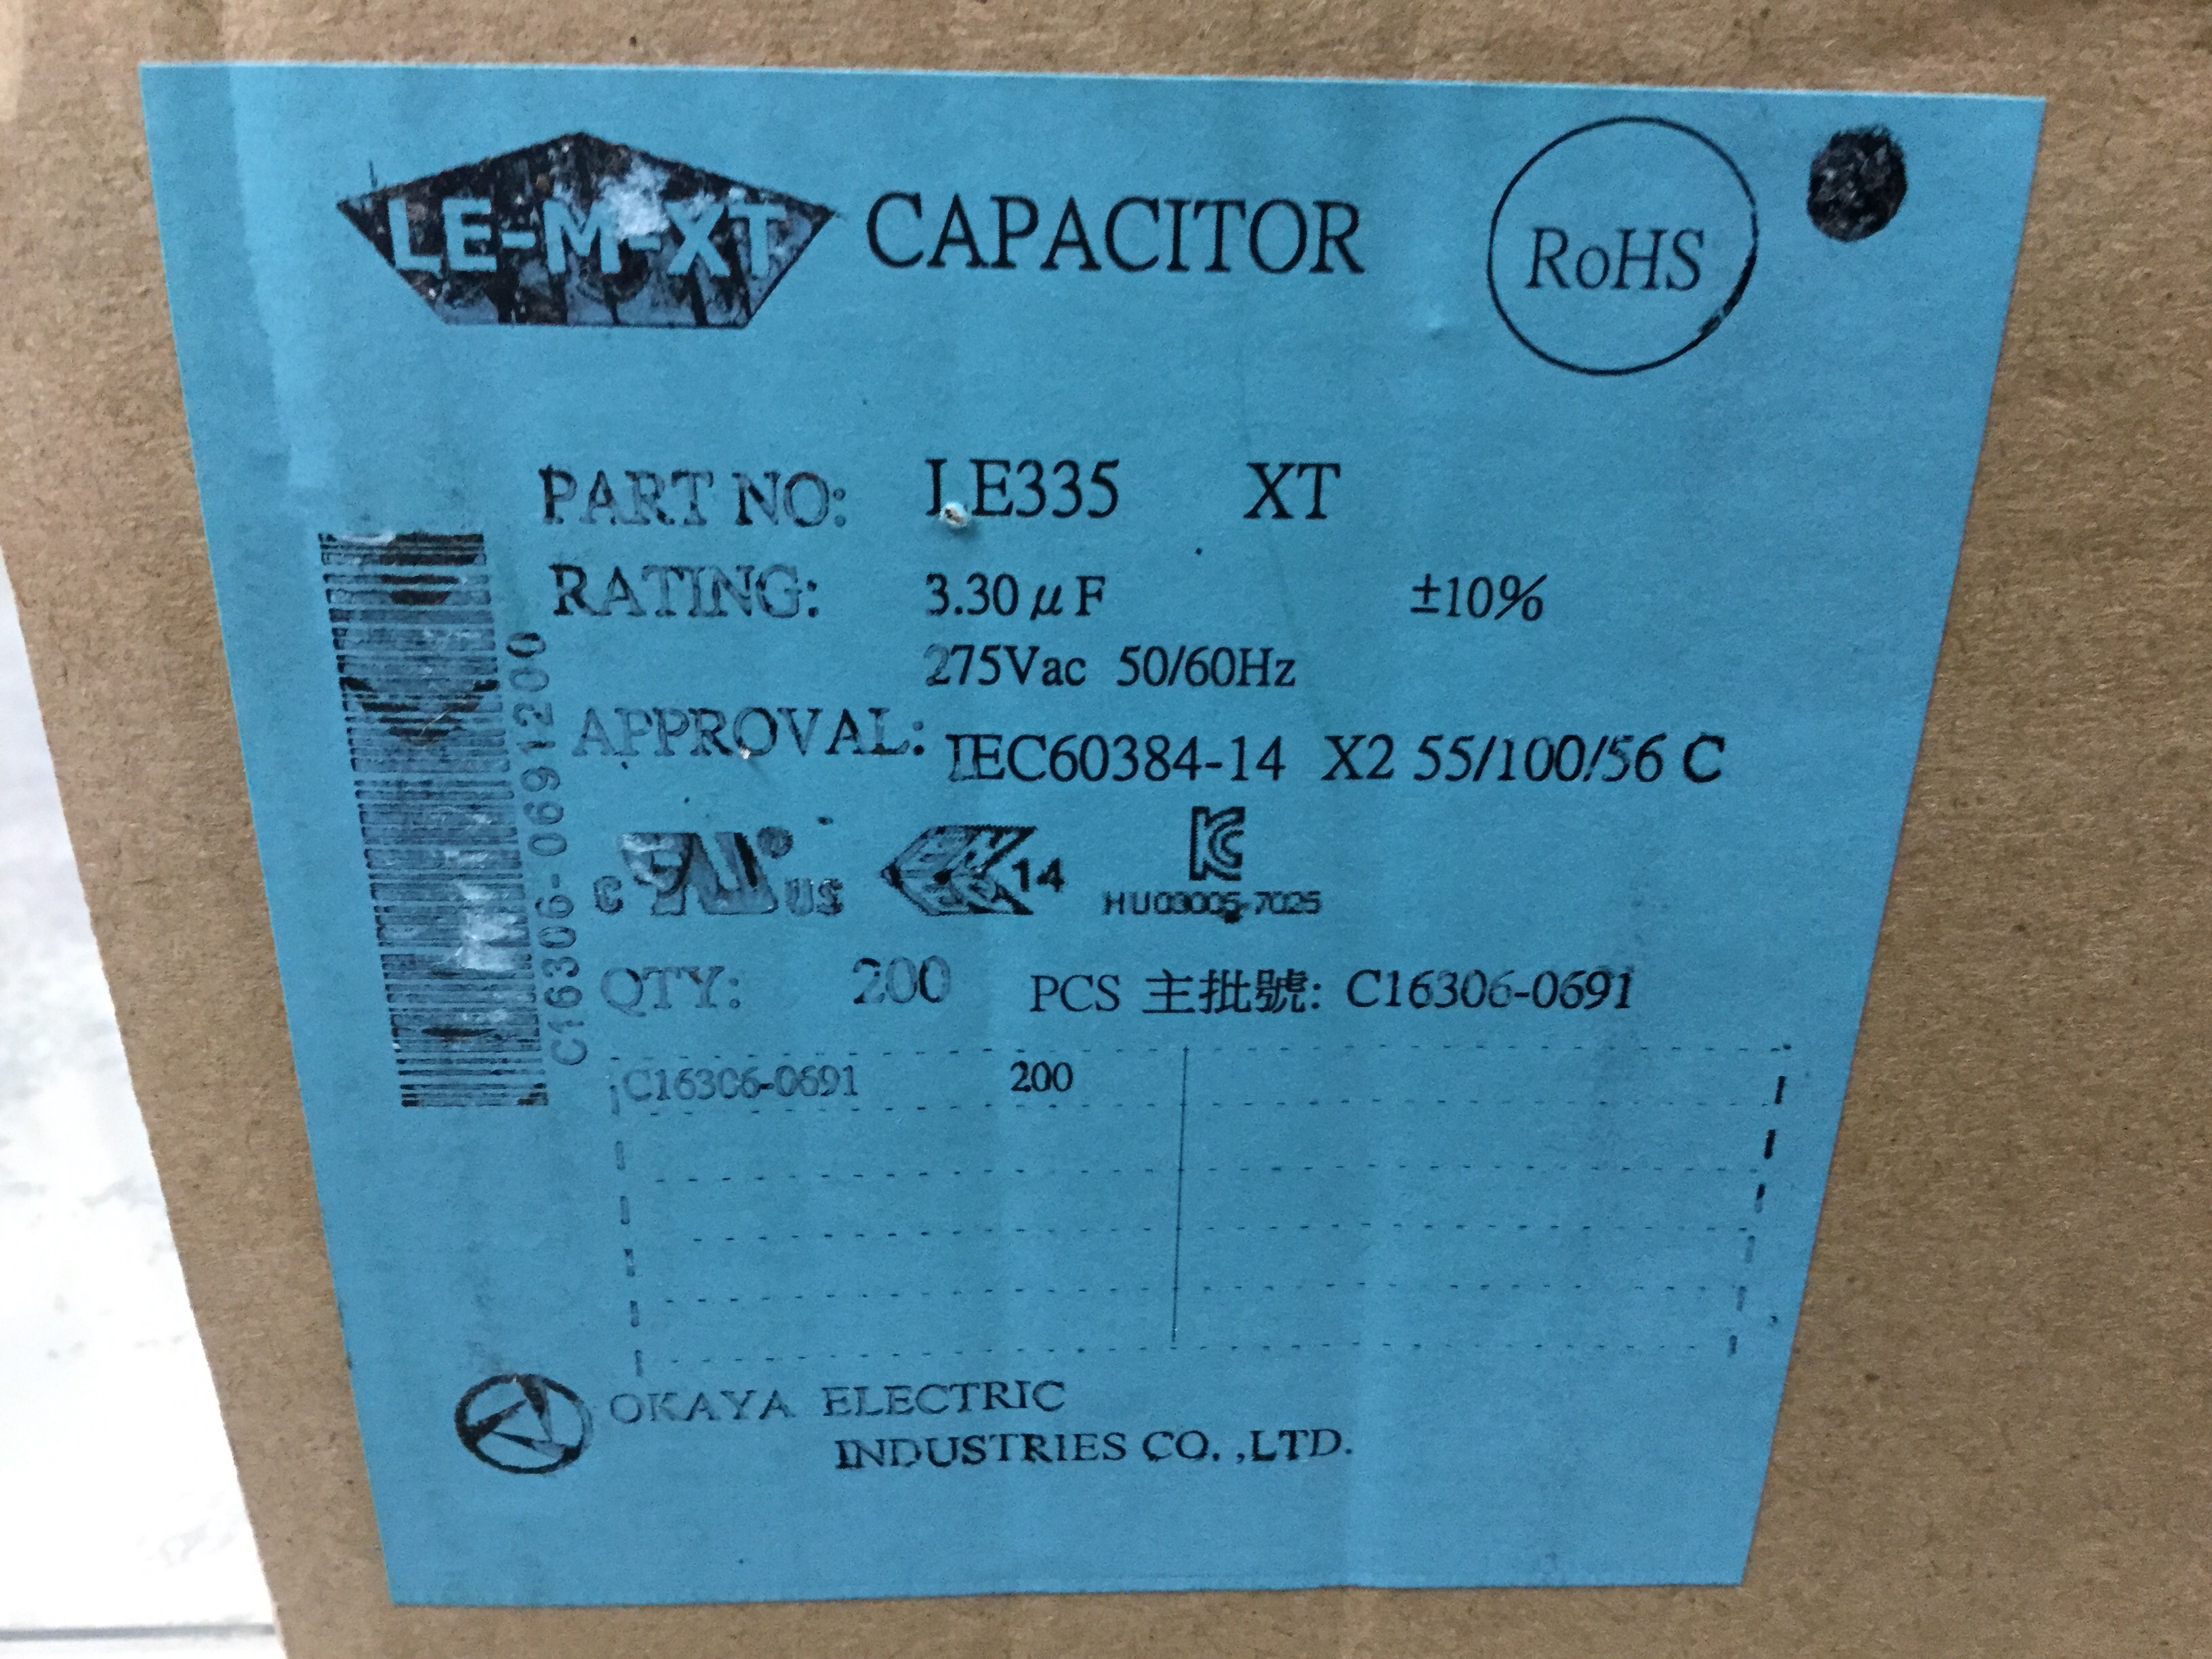 LE-M-XT CAPACITOR RoHS
PART NO: LE335 XT
RATING: 3.30μF ±10%
275Vac 50/60Hz
APPROVAL: IEC60384-14 X2 55/100/56 C
c UL® US 14 KC
HU03005-7025
C16306-0691200
QTY: 200 PCS 主批號: C16306-0691
C16306-0691 200
OKAYA ELECTRIC
INDUSTRIES CO. ,LTD.